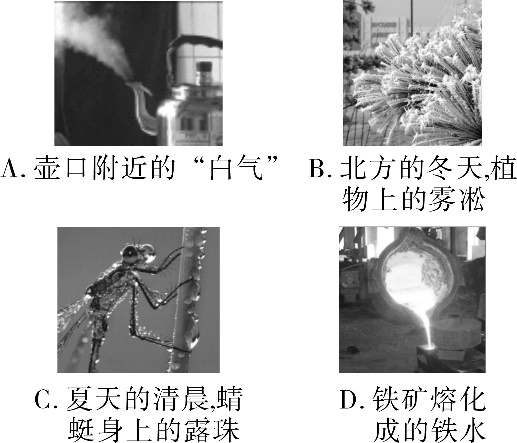 A. 壶口附近的“白气”
B. 北方的冬天,植
物上的雾凇
C. 夏天的清晨,蜻
蜓身上的露珠
D. 铁矿熔化
成的铁水